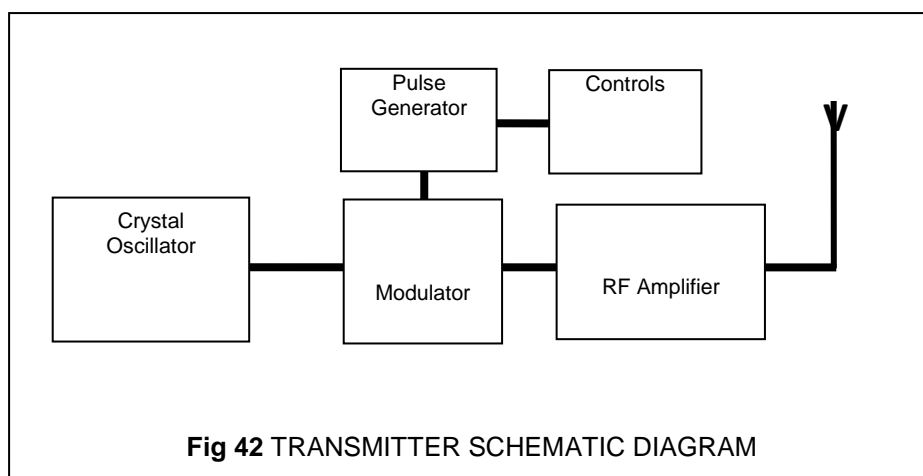 Pulse
Generator
Controls
Crystal
Oscillator
Modulator
RF Amplifier
Fig 42 TRANSMITTER SCHEMATIC DIAGRAM